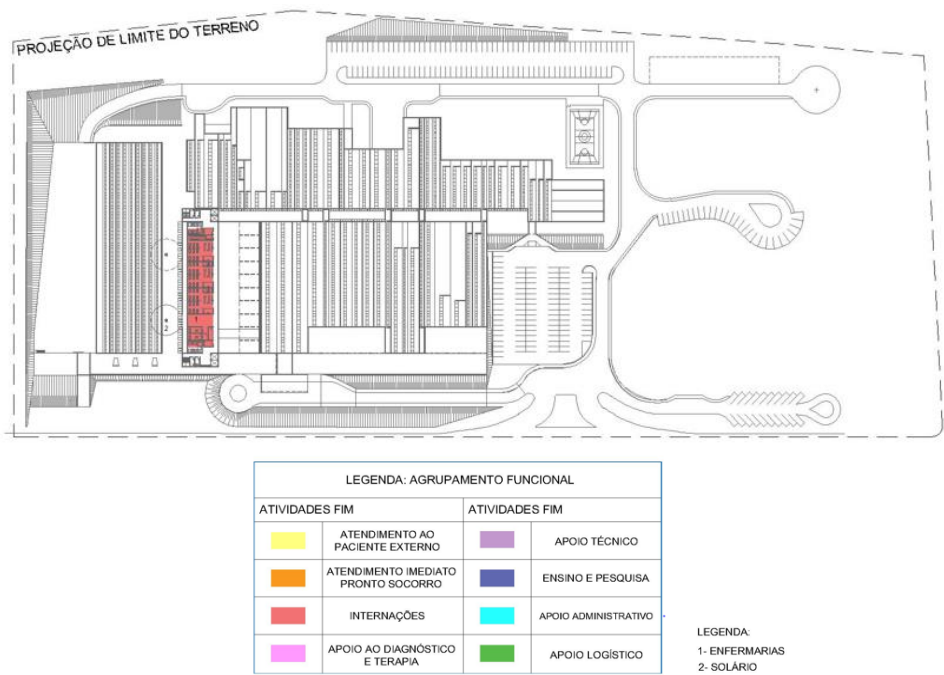 PROJEÇÃO DE LIMITE DO TERRENO
2
1
LEGENDA: AGRUPAMENTO FUNCIONAL
ATIVIDADES FIM
ATIVIDADES FIM
ATENDIMENTO AO
PACIENTE EXTERNO
APOIO TÉCNICO
ATENDIMENTO IMEDIATO
PRONTO SOCORRO
ENSINO E PESQUISA
INTERNAÇÕES
APOIO ADMINISTRATIVO
APOIO AO DIAGNÓSTICO
E TERAPIA
APOIO LOGÍSTICO
LEGENDA:
1- ENFERMARIAS
2- SOLÁRIO